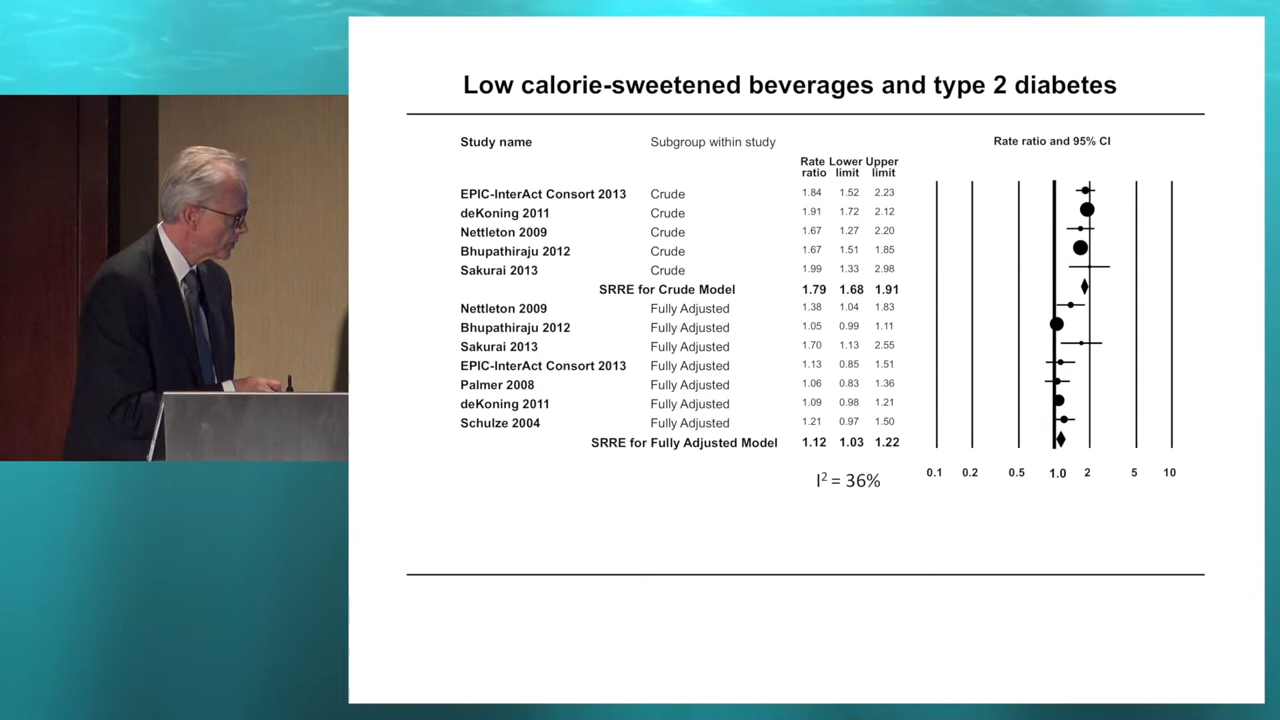 Low calorie-sweetened beverages and type 2 diabetes
Study name Subgroup within study Rate ratio and 95% CI
Rate Lower Upper
ratio limit limit
EPIC-InterAct Consort 2013 Crude 1.84 1.52 2.23
deKoning 2011 Crude 1.91 1.72 2.12
Nettleton 2009 Crude 1.67 1.27 2.20
Bhupathiraju 2012 Crude 1.67 1.51 1.85
Sakurai 2013 Crude 1.99 1.33 2.98
SRRE for Crude Model 1.79 1.68 1.91
Nettleton 2009 Fully Adjusted 1.38 1.04 1.83
Bhupathiraju 2012 Fully Adjusted 1.05 0.99 1.11
Sakurai 2013 Fully Adjusted 1.70 1.13 2.55
EPIC-InterAct Consort 2013 Fully Adjusted 1.13 0.85 1.51
Palmer 2008 Fully Adjusted 1.06 0.83 1.36
deKoning 2011 Fully Adjusted 1.09 0.98 1.21
Schulze 2004 Fully Adjusted 1.21 0.97 1.50
SRRE for Fully Adjusted Model 1.12 1.03 1.22
0.1 0.2 0.5 1.0 2 5 10
I² = 36%